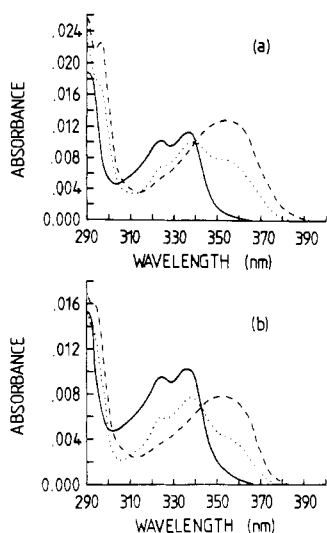 (a)
.024
.020
.016
.012
.008
.004
0.000
ABSORBANCE
290 310 330 350 370 390
WAVELENGTH (nm)
(b)
.016
.012
.008
.004
0.000
ABSORBANCE
290 310 330 350 370 390
WAVELENGTH (nm)